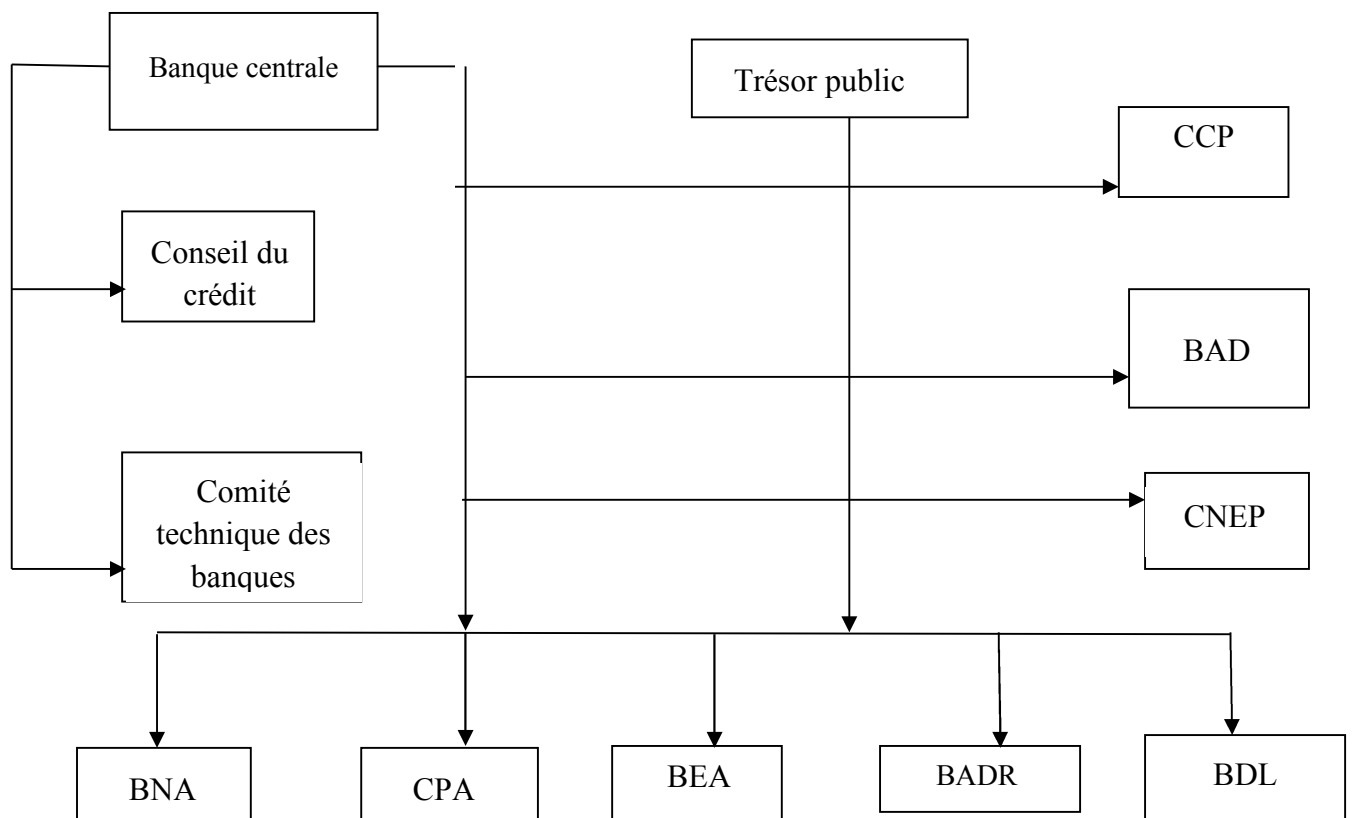 Banque centrale
Trésor public
CCP
Conseil du
crédit
BAD
Comité
technique des
banques
CNEP
BNA
CPA
BEA
BADR
BDL